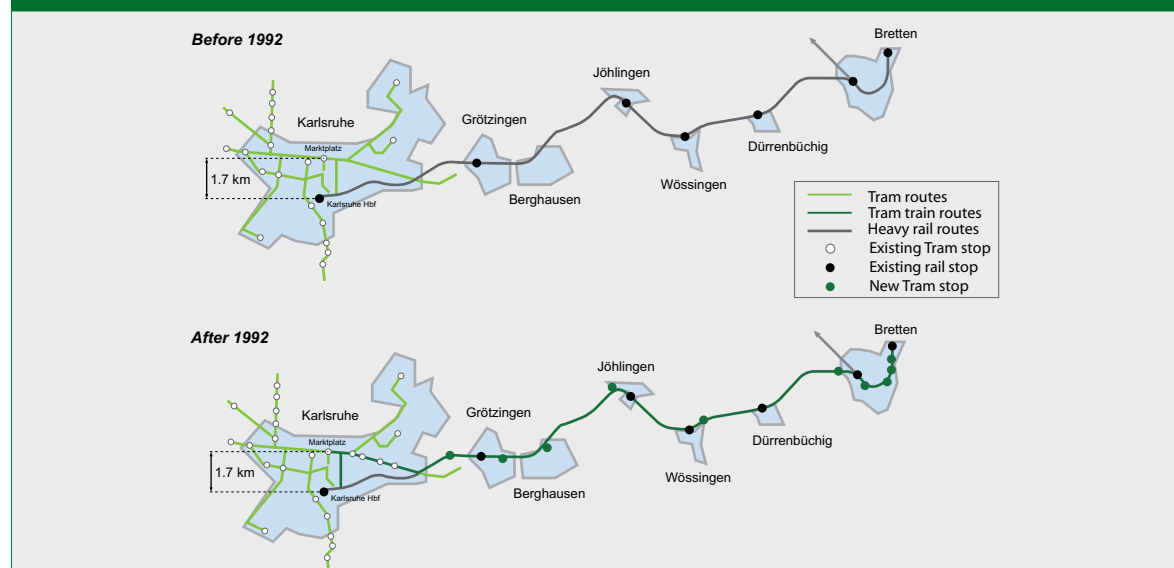 Before 1992
Bretten
Jöhlingen
Karlsruhe
Grötzingen
Marktplatz
Dürrenbüchig
1.7 km
Wössingen
Berghausen
Karlsruhe Hbf
Tram routes
Tram train routes
Heavy rail routes
Existing Tram stop
Existing rail stop
New Tram stop
After 1992
Bretten
Jöhlingen
Karlsruhe
Grötzingen
Marktplatz
Dürrenbüchig
1.7 km
Wössingen
Berghausen
Karlsruhe Hbf